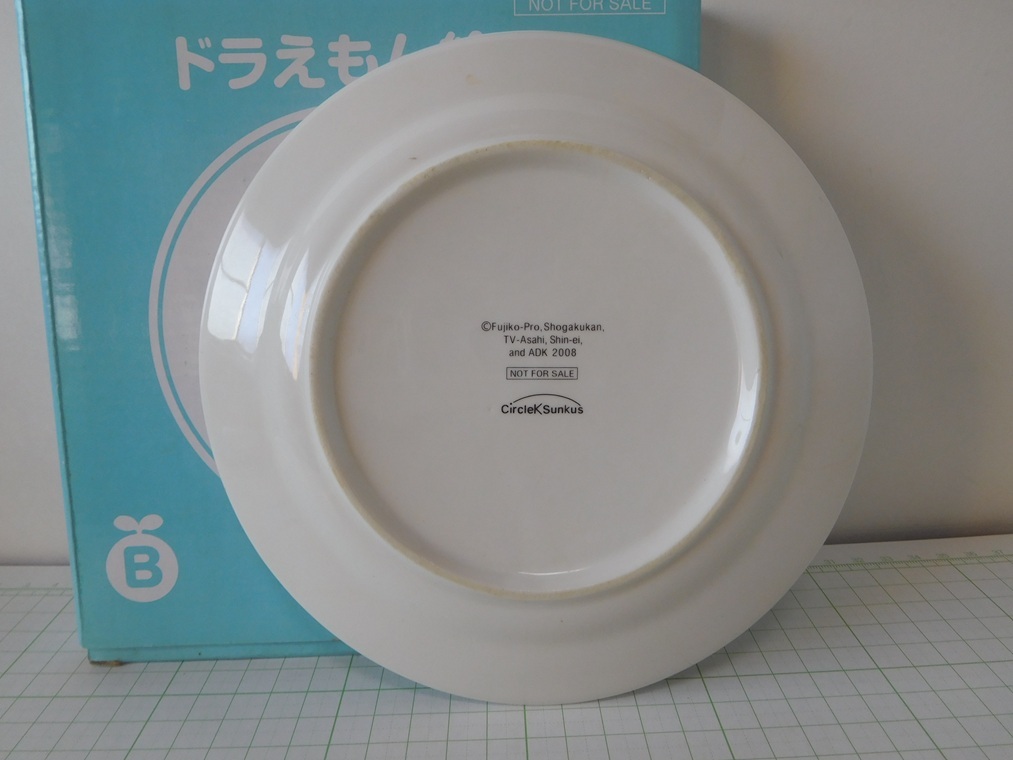 NOT FOR SALE
ドラえもん
©Fujiko-Pro, Shogakukan,
TV-Asahi, Shin-ei,
and ADK 2008
NOT FOR SALE
CircleK Sunkus
B